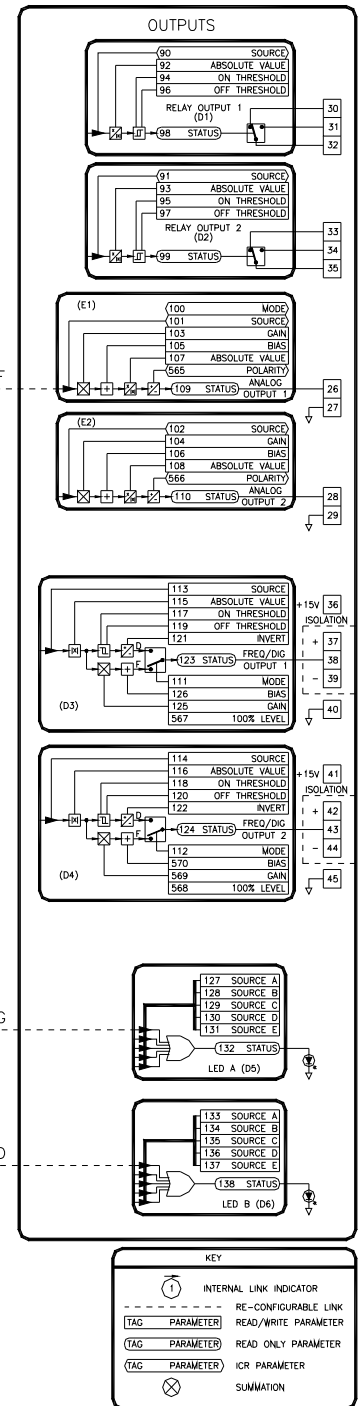 OUTPUTS
90 SOURCE
92 ABSOLUTE VALUE
94 ON THRESHOLD
96 OFF THRESHOLD
RELAY OUTPUT 1
(D1)
98 STATUS
30
31
32
91 SOURCE
93 ABSOLUTE VALUE
95 ON THRESHOLD
97 OFF THRESHOLD
RELAY OUTPUT 2
(D2)
99 STATUS
33
34
35
(E1)
100 MODE
101 SOURCE
103 GAIN
105 BIAS
107 ABSOLUTE VALUE
565 POLARITY
109 STATUS
ANALOG
OUTPUT 1
26
27
F
(E2)
102 SOURCE
104 GAIN
106 BIAS
108 ABSOLUTE VALUE
566 POLARITY
110 STATUS
ANALOG
OUTPUT 2
28
29
113 SOURCE
115 ABSOLUTE VALUE
117 ON THRESHOLD
119 OFF THRESHOLD
121 INVERT
D
F
123 STATUS
FREQ/DIG
OUTPUT 1
111 MODE
126 BIAS
125 GAIN
567 100% LEVEL
(D3)
+15V 36
ISOLATION
+ 37
38
- 39
40
114 SOURCE
116 ABSOLUTE VALUE
118 ON THRESHOLD
120 OFF THRESHOLD
122 INVERT
D
F
124 STATUS
FREQ/DIG
OUTPUT 2
112 MODE
570 BIAS
569 GAIN
568 100% LEVEL
(D4)
+15V 41
ISOLATION
+ 42
43
- 44
45
G
127 SOURCE A
128 SOURCE B
129 SOURCE C
130 SOURCE D
131 SOURCE E
132 STATUS
LED A (D5)
133 SOURCE A
134 SOURCE B
135 SOURCE C
136 SOURCE D
137 SOURCE E
138 STATUS
LED B (D6)
KEY
1 INTERNAL LINK INDICATOR
RE-CONFIGURABLE LINK
TAG PARAMETER READ/WRITE PARAMETER
TAG PARAMETER READ ONLY PARAMETER
TAG PARAMETER ICR PARAMETER
SUMMATION